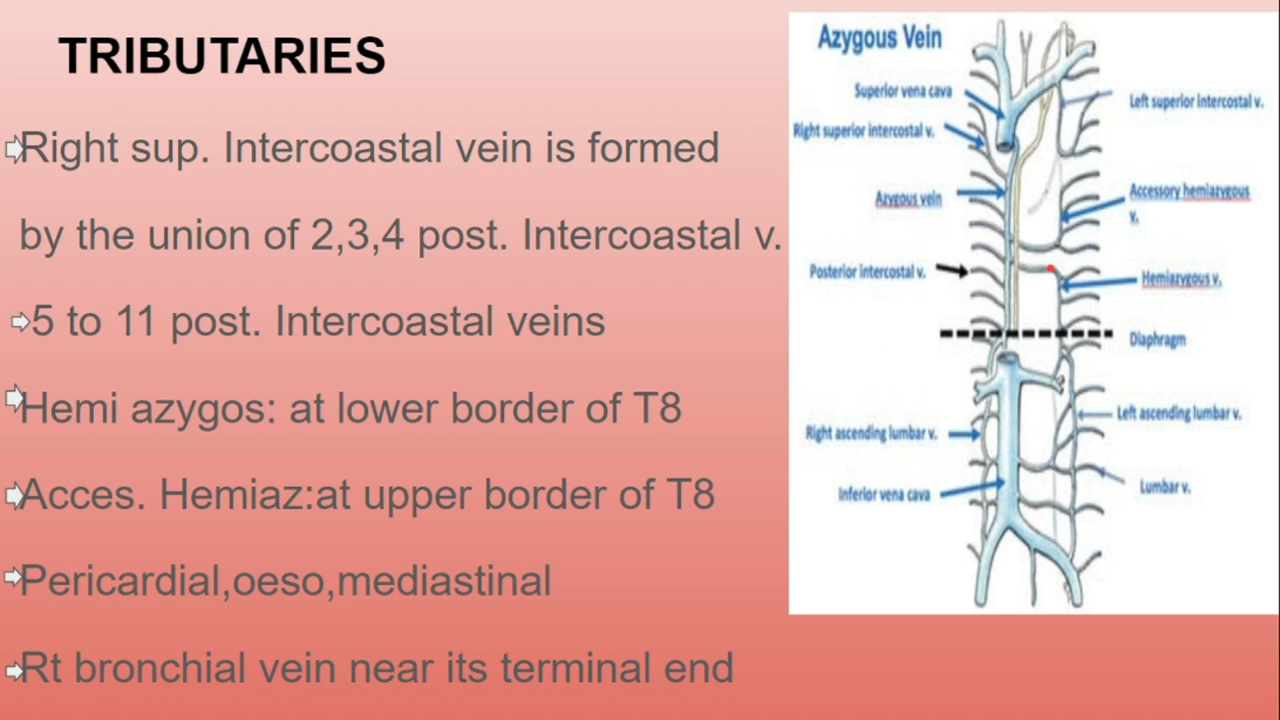 TRIBUTARIES
Right sup. Intercoastal vein is formed
by the union of 2,3,4 post. Intercoastal v.
5 to 11 post. Intercoastal veins
Hemi azygos: at lower border of T8
Acces. Hemiaz:at upper border of T8
Pericardial,oeso,mediastinal
Rt bronchial vein near its terminal end
Azygous Vein
Superior vena cava
Left superior intercostal v.
Right superior intercostal v.
Azygous vein
Accessory hemiazygous
v.
Posterior intercostal v.
Hemiazygous v.
Diaphragm
Left ascending lumbar v.
Right ascending lumbar v.
Inferior vena cava
Lumbar v.